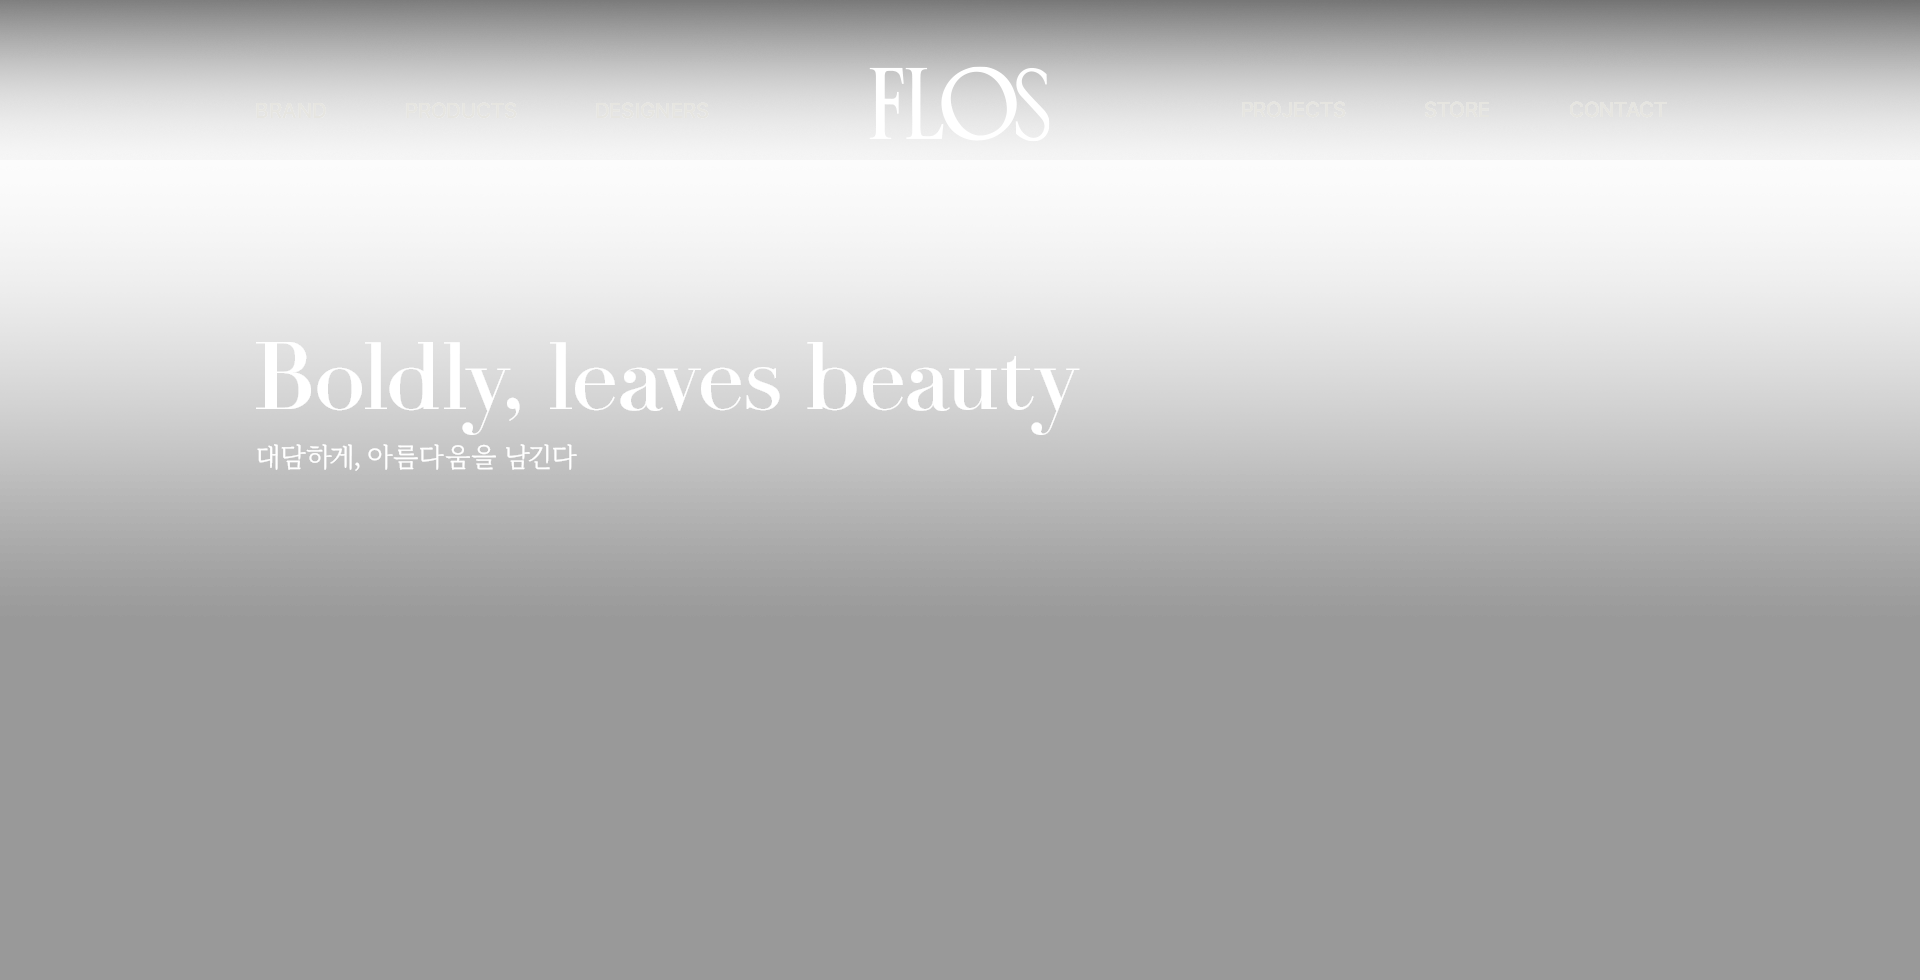 BRAND PRODUCTS DESIGNERS FLOS PROJECTS STORE CONTACT
Boldly, leaves beauty
대담하게, 아름다움을 남긴다